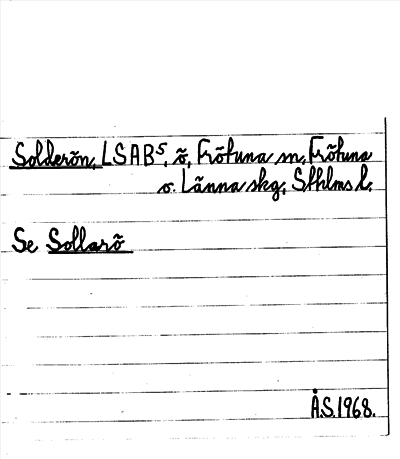 Solderön, LSAB⁵, ö, Frötuna sn, Frötuna
o. Länna skg, Sthlms l.
Se Sollarö
Å.S. 1968.